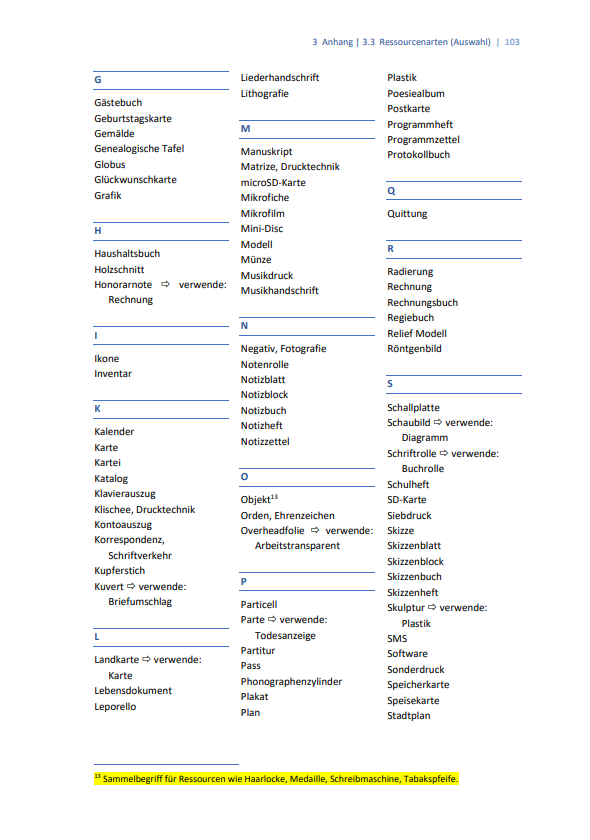 3 Anhang | 3.3 Ressourcenarten (Auswahl) | 103
G
Gästebuch
Geburtstagskarte
Gemälde
Genealogische Tafel
Globus
Glückwunschkarte
Grafik
H
Haushaltsbuch
Holzschnitt
Honorarnote ⇨ verwende:
Rechnung
I
Ikone
Inventar
K
Kalender
Karte
Kartei
Katalog
Klavierauszug
Klischee, Drucktechnik
Kontoauszug
Korrespondenz,
Schriftverkehr
Kupferstich
Kuvert ⇨ verwende:
Briefumschlag
L
Landkarte ⇨ verwende:
Karte
Lebensdokument
Leporello
Liederhandschrift
Lithografie
M
Manuskript
Matrize, Drucktechnik
microSD-Karte
Mikrofiche
Mikrofilm
Mini-Disc
Modell
Münze
Musikdruck
Musikhandschrift
N
Negativ, Fotografie
Notenrolle
Notizblatt
Notizblock
Notizbuch
Notizheft
Notizzettel
O
Objekt¹³
Orden, Ehrenzeichen
Overheadfolie ⇨ verwende:
Arbeitstransparent
P
Particell
Parte ⇨ verwende:
Todesanzeige
Partitur
Pass
Phonographenzylinder
Plakat
Plan
Plastik
Poesiealbum
Postkarte
Programmheft
Programmzettel
Protokollbuch
Q
Quittung
R
Radierung
Rechnung
Rechnungsbuch
Regiebuch
Relief Modell
Röntgenbild
S
Schallplatte
Schaubild ⇨ verwende:
Diagramm
Schriftrolle ⇨ verwende:
Buchrolle
Schulheft
SD-Karte
Siebdruck
Skizze
Skizzenblatt
Skizzenblock
Skizzenbuch
Skizzenheft
Skulptur ⇨ verwende:
Plastik
SMS
Software
Sonderdruck
Speicherkarte
Speisekarte
Stadtplan
¹³ Sammelbegriff für Ressourcen wie Haarlocke, Medaille, Schreibmaschine, Tabakspfeife.